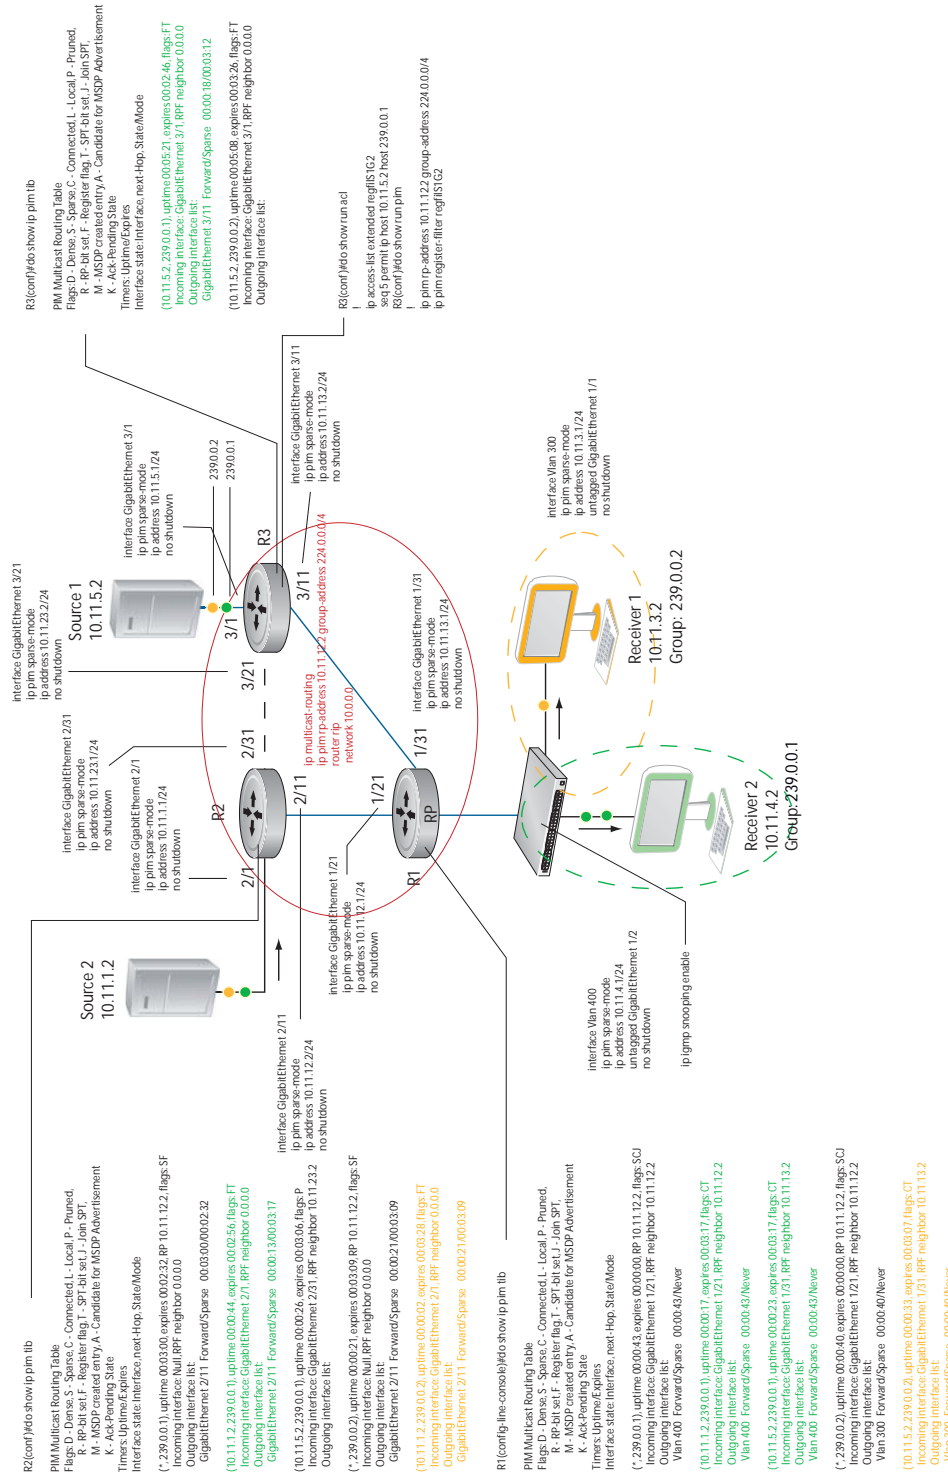 R3(conf)#do show ip pim tib
PIM Multicast Routing Table
Flags: D - Dense, S - Sparse, C - Connected, L - Local, P - Pruned,
R - RP-bit set, F - Register flag, T - SPT-bit set, J - Join SPT,
M - MSDP created entry, A - Candidate for MSDP Advertisement
K - Ack-Pending State
Timers: Uptime/Expires
Interface state: Interface, next-Hop, State/Mode
(10.11.5.2, 239.0.0.1), uptime 00:05:21, expires 00:02:46, flags: FT
Incoming interface: GigabitEthernet 3/1, RPF neighbor 0.0.0.0
Outgoing interface list:
GigabitEthernet 3/11 Forward/Sparse 00:00:18/00:03:12
(10.11.5.2, 239.0.0.2), uptime 00:05:08, expires 00:03:26, flags: FT
Incoming interface: GigabitEthernet 3/1, RPF neighbor 0.0.0.0
Outgoing interface list:
R3(conf)#do show run acl
!
ip access-list extended regfilS1G2
seq 5 permit ip host 10.11.5.2 host 239.0.0.1
R3(conf)#do show run pim
!
ip pim rp-address 10.11.12.2 group-address 224.0.0.0/4
ip pim register-filter regfilS1G2
interface GigabitEthernet 3/21
ip pim sparse-mode
ip address 10.11.23.2/24
no shutdown
Source 1
10.11.5.2
interface GigabitEthernet 3/1
ip pim sparse-mode
ip address 10.11.5.1/24
no shutdown
239.0.0.2
239.0.0.1
3/1
R3
3/21
3/11
interface GigabitEthernet 3/11
ip pim sparse-mode
ip address 10.11.13.2/24
no shutdown
interface GigabitEthernet 2/31
ip pim sparse-mode
ip address 10.11.23.1/24
no shutdown
interface GigabitEthernet 2/1
ip pim sparse-mode
ip address 10.11.1.1/24
no shutdown
R2
2/31
2/1
2/11
ip multicast-routing
ip pim rp-address 10.11.12.2 group-address 224.0.0.0/4
router rip
network 10.0.0.0
1/21
1/31
interface GigabitEthernet 1/31
ip pim sparse-mode
ip address 10.11.13.1/24
no shutdown
R1
RP
interface GigabitEthernet 1/21
ip pim sparse-mode
ip address 10.11.12.1/24
no shutdown
Source 2
10.11.1.2
interface GigabitEthernet 2/11
ip pim sparse-mode
ip address 10.11.12.2/24
no shutdown
interface Vlan 300
ip pim sparse-mode
ip address 10.11.3.1/24
untagged GigabitEthernet 1/1
no shutdown
Receiver 1
10.11.3.2
Group: 239.0.0.2
Receiver 2
10.11.4.2
Group: 239.0.0.1
interface Vlan 400
ip pim sparse-mode
ip address 10.11.4.1/24
untagged GigabitEthernet 1/2
no shutdown
ip igmp snooping enable
R2(conf)#do show ip pim tib
PIM Multicast Routing Table
Flags: D - Dense, S - Sparse, C - Connected, L - Local, P - Pruned,
R - RP-bit set, F - Register flag, T - SPT-bit set, J - Join SPT,
M - MSDP created entry, A - Candidate for MSDP Advertisement
K - Ack-Pending State
Timers: Uptime/Expires
Interface state: Interface, next-Hop, State/Mode
(*, 239.0.0.1), uptime 00:03:00, expires 00:02:32, RP 10.11.12.2, flags: SF
Incoming interface: Null, RPF neighbor 0.0.0.0
Outgoing interface list:
GigabitEthernet 2/11 Forward/Sparse 00:03:00/00:02:32
(10.11.1.2, 239.0.0.1), uptime 00:00:44, expires 00:02:56, flags: FT
Incoming interface: GigabitEthernet 2/1, RPF neighbor 0.0.0.0
Outgoing interface list:
GigabitEthernet 2/11 Forward/Sparse 00:00:13/00:03:17
(10.11.5.2, 239.0.0.1), uptime 00:00:26, expires 00:03:06, flags: P
Incoming interface: GigabitEthernet 2/31, RPF neighbor 10.11.23.2
Outgoing interface list:
(*, 239.0.0.2), uptime 00:00:21, expires 00:03:09, RP 10.11.12.2, flags: SF
Incoming interface: Null, RPF neighbor 0.0.0.0
Outgoing interface list:
GigabitEthernet 2/11 Forward/Sparse 00:00:21/00:03:09
(10.11.1.2, 239.0.0.2), uptime 00:00:02, expires 00:03:28, flags: FT
Incoming interface: GigabitEthernet 2/1, RPF neighbor 0.0.0.0
Outgoing interface list:
GigabitEthernet 2/11 Forward/Sparse 00:00:21/00:03:09
R1(config-line-console)#do show ip pim tib
PIM Multicast Routing Table
Flags: D - Dense, S - Sparse, C - Connected, L - Local, P - Pruned,
R - RP-bit set, F - Register flag, T - SPT-bit set, J - Join SPT,
M - MSDP created entry, A - Candidate for MSDP Advertisement
K - Ack-Pending State
Timers: Uptime/Expires
Interface state: Interface, next-Hop, State/Mode
(*, 239.0.0.1), uptime 00:00:43, expires 00:00:00, RP 10.11.12.2, flags: SCJ
Incoming interface: GigabitEthernet 1/21, RPF neighbor 10.11.12.2
Outgoing interface list:
Vlan 400 Forward/Sparse 00:00:43/Never
(10.11.1.2, 239.0.0.1), uptime 00:00:17, expires 00:03:17, flags: CT
Incoming interface: GigabitEthernet 1/21, RPF neighbor 10.11.12.2
Outgoing interface list:
Vlan 400 Forward/Sparse 00:00:43/Never
(10.11.5.2, 239.0.0.1), uptime 00:00:23, expires 00:03:17, flags: CT
Incoming interface: GigabitEthernet 1/31, RPF neighbor 10.11.13.2
Outgoing interface list:
Vlan 400 Forward/Sparse 00:00:43/Never
(*, 239.0.0.2), uptime 00:00:40, expires 00:00:00, RP 10.11.12.2, flags: SCJ
Incoming interface: GigabitEthernet 1/21, RPF neighbor 10.11.12.2
Outgoing interface list:
Vlan 300 Forward/Sparse 00:00:40/Never
(10.11.5.2, 239.0.0.2), uptime 00:00:33, expires 00:03:07, flags: CT
Incoming interface: GigabitEthernet 1/31, RPF neighbor 10.11.13.2
Outgoing interface list: